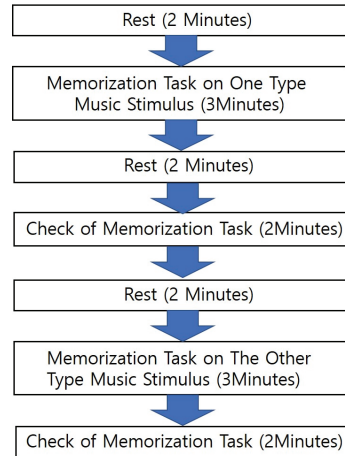 Rest (2 Minutes)
Memorization Task on One Type
Music Stimulus (3Minutes)
Rest (2 Minutes)
Check of Memorization Task (2Minutes)
Rest (2 Minutes)
Memorization Task on The Other
Type Music Stimulus (3Minutes)
Check of Memorization Task (2Minutes)